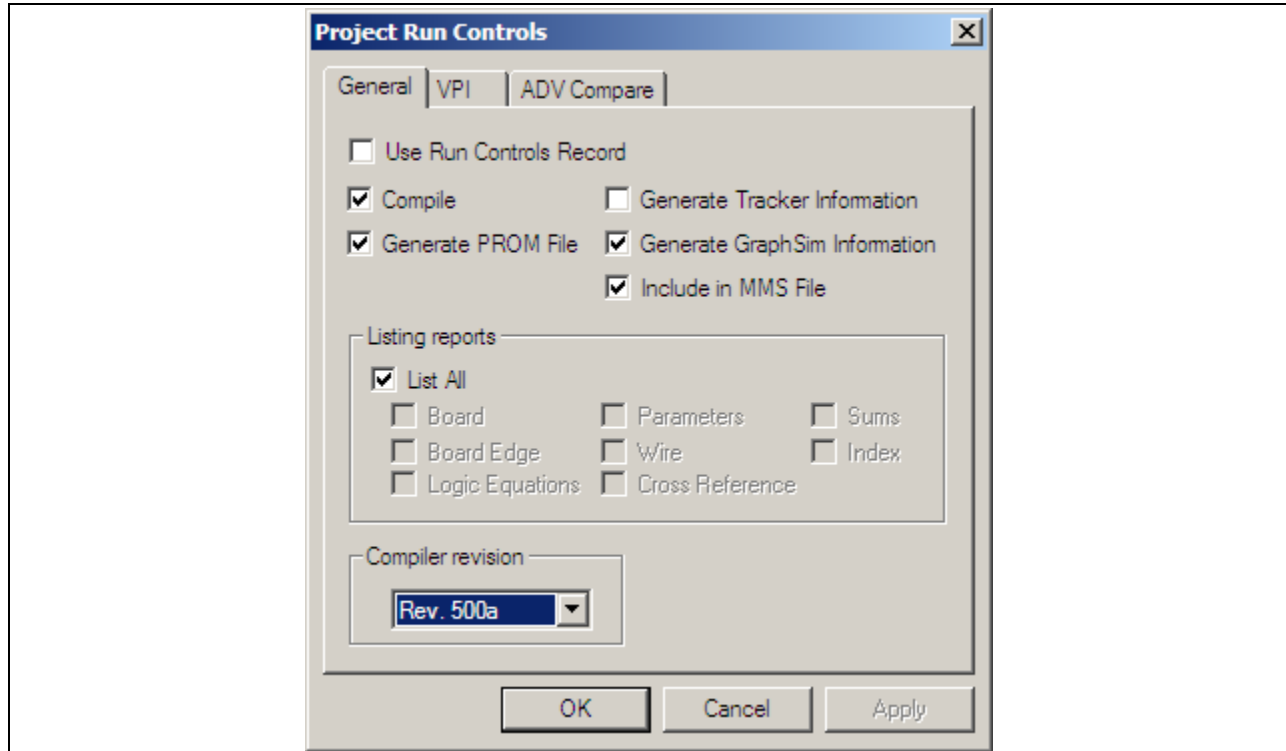 Project Run Controls
General VPI ADV Compare
Use Run Controls Record
Compile Generate Tracker Information
Generate PROM File Generate GraphSim Information
Include in MMS File
Listing reports
List All
Board Parameters Sums
Board Edge Wire Index
Logic Equations Cross Reference
Compiler revision
Rev. 500a
OK Cancel Apply